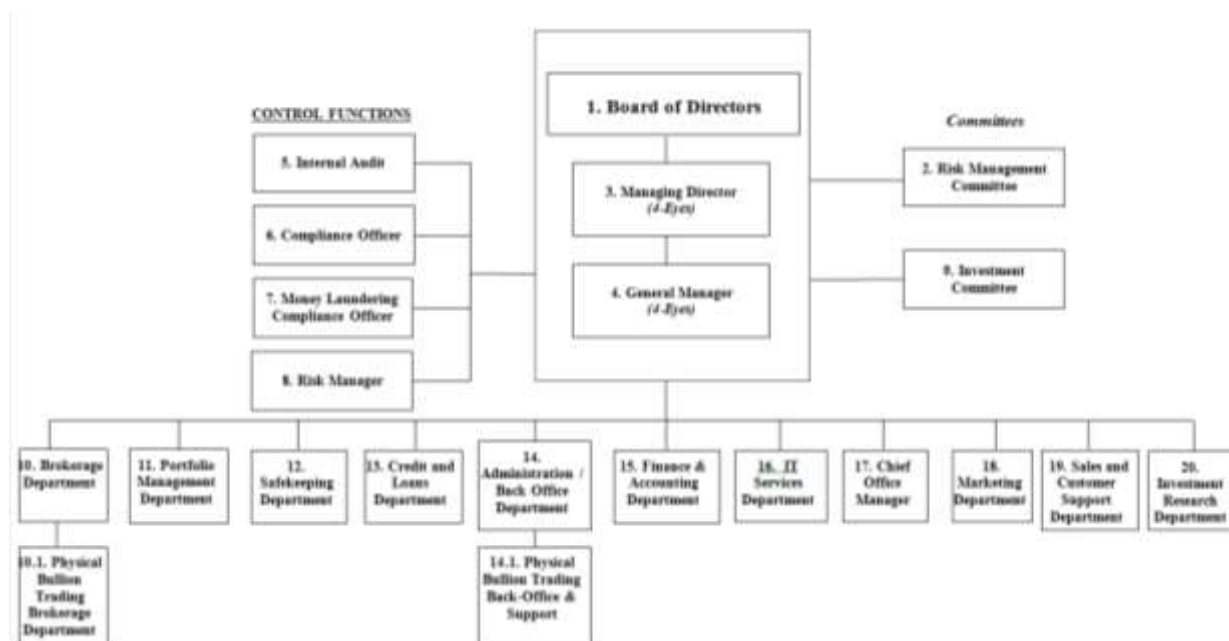 1. Board of Directors
CONTROL FUNCTIONS
Committees
5. Internal Audit
3. Managing Director
(4-Eyes)
2. Risk Management
Committee
6. Compliance Officer
4. General Manager
(4-Eyes)
9. Investment
Committee
7. Money Laundering
Compliance Officer
8. Risk Manager
10. Brokerage
Department
11. Portfolio
Management
Department
12.
Safekeeping
Department
13. Credit and
Loans
Department
14.
Administration /
Back Office
Department
15. Finance &
Accounting
Department
16. IT
Services
Department
17. Chief
Office
Manager
18.
Marketing
Department
19. Sales and
Customer
Support
Department
20.
Investment
Research
Department
10.1. Physical
Bullion
Trading
Brokerage
Department
14.1. Physical
Bullion Trading
Back-Office &
Support